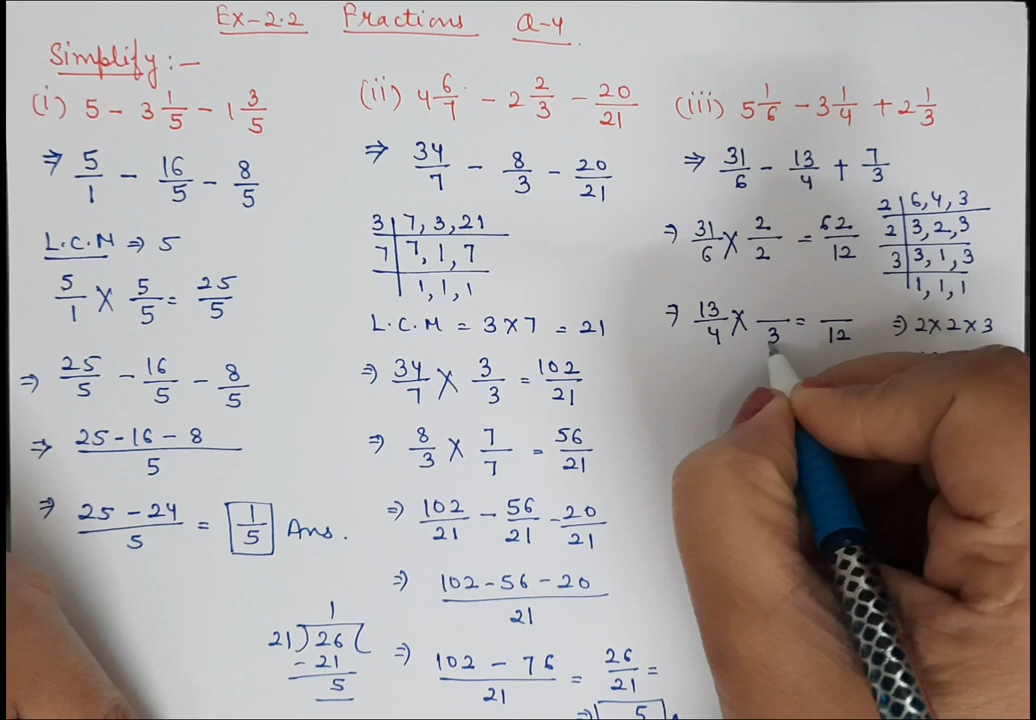 Ex-2.2 Fractions Q-4.
Simplify:-
(i) 5 - 3 1/5 - 1 3/5
⇒ 5/1 - 16/5 - 8/5
L.C.M ⇒ 5
5/1 × 5/5 = 25/5
⇒ 25/5 - 16/5 - 8/5
⇒ 25-16-8/5
⇒ 25-24/5 = 1/5 Ans.
(ii) 4 6/7 - 2 2/3 - 20/21
⇒ 34/7 - 8/3 - 20/21
3|7, 3, 21
7|7, 1, 7
|1, 1, 1
L.C.M = 3×7 = 21
⇒ 34/7 × 3/3 = 102/21
⇒ 8/3 × 7/7 = 56/21
⇒ 102/21 - 56/21 - 20/21
⇒ 102-56-20/21
⇒ 102-76/21 = 26/21 =
⇒ 5
1
21)26(
-21
5
(iii) 5 1/6 - 3 1/4 + 2 1/3
⇒ 31/6 - 13/4 + 7/3
⇒ 31/6 × 2/2 = 62/12
2|6, 4, 3
2|3, 2, 3
3|3, 1, 3
|1, 1, 1
⇒ 13/4 × /3 = /12
⇒ 2×2×3